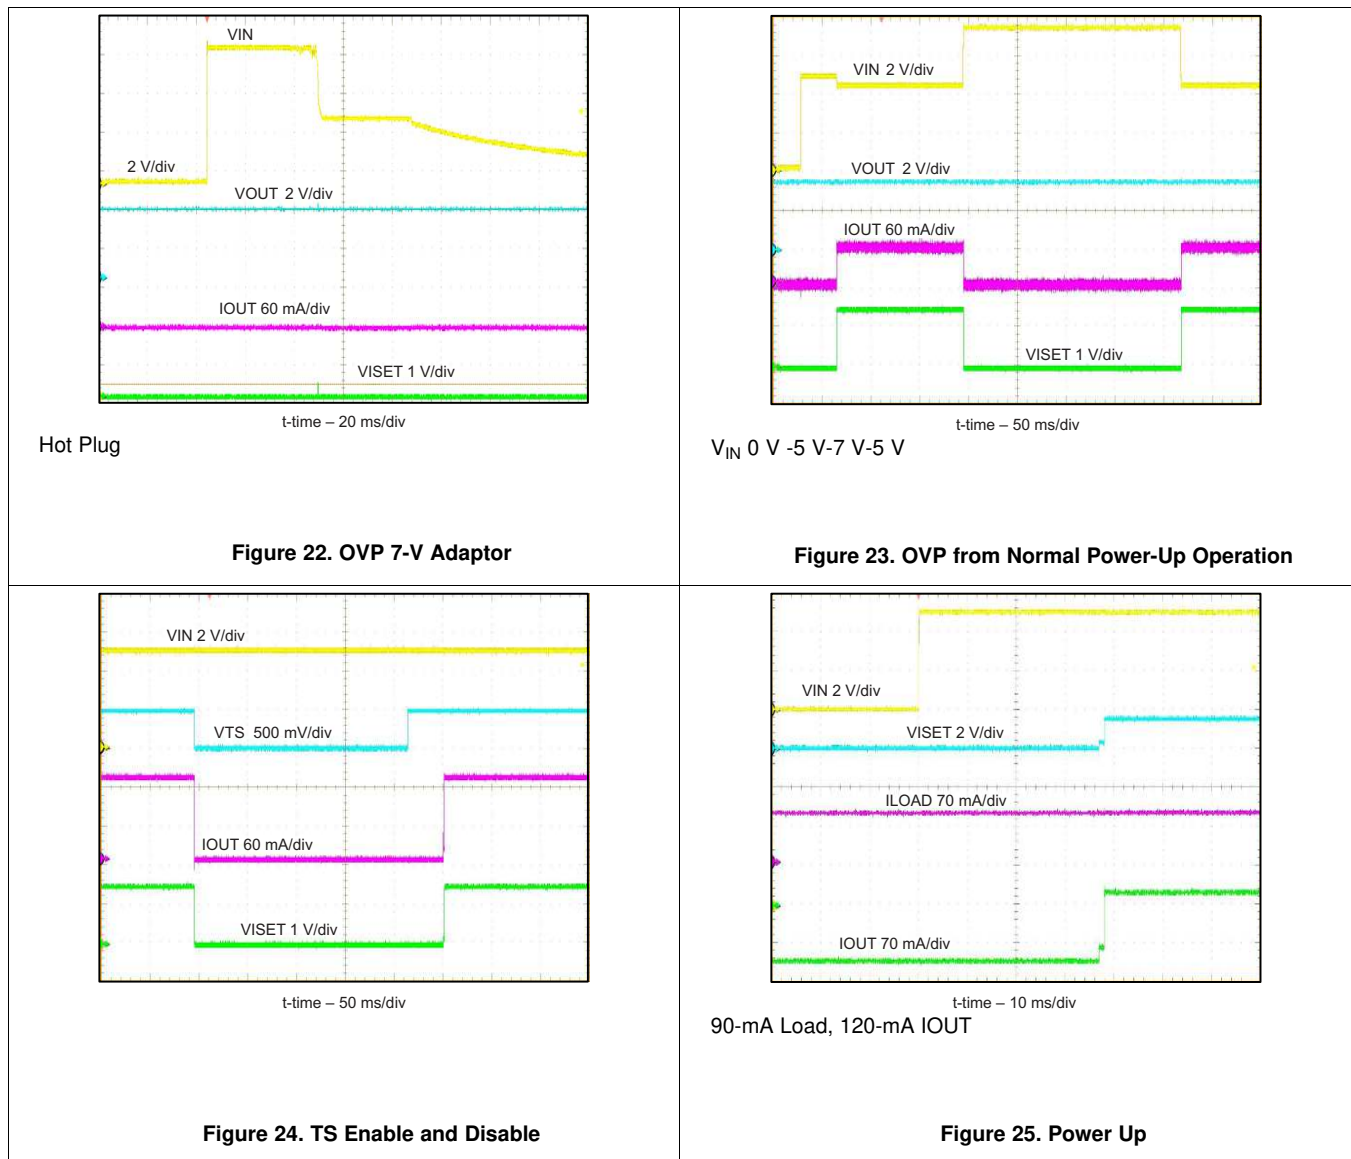 VIN
2 V/div
VOUT 2 V/div
IOUT 60 mA/div
VISET 1 V/div
t-time – 20 ms/div
Hot Plug
Figure 22. OVP 7-V Adaptor
VIN 2 V/div
VOUT 2 V/div
IOUT 60 mA/div
VISET 1 V/div
t-time – 50 ms/div
VIN 0 V -5 V-7 V-5 V
Figure 23. OVP from Normal Power-Up Operation
VIN 2 V/div
VTS 500 mV/div
IOUT 60 mA/div
VISET 1 V/div
t-time – 50 ms/div
Figure 24. TS Enable and Disable
VIN 2 V/div
VISET 2 V/div
ILOAD 70 mA/div
IOUT 70 mA/div
t-time – 10 ms/div
90-mA Load, 120-mA IOUT
Figure 25. Power Up